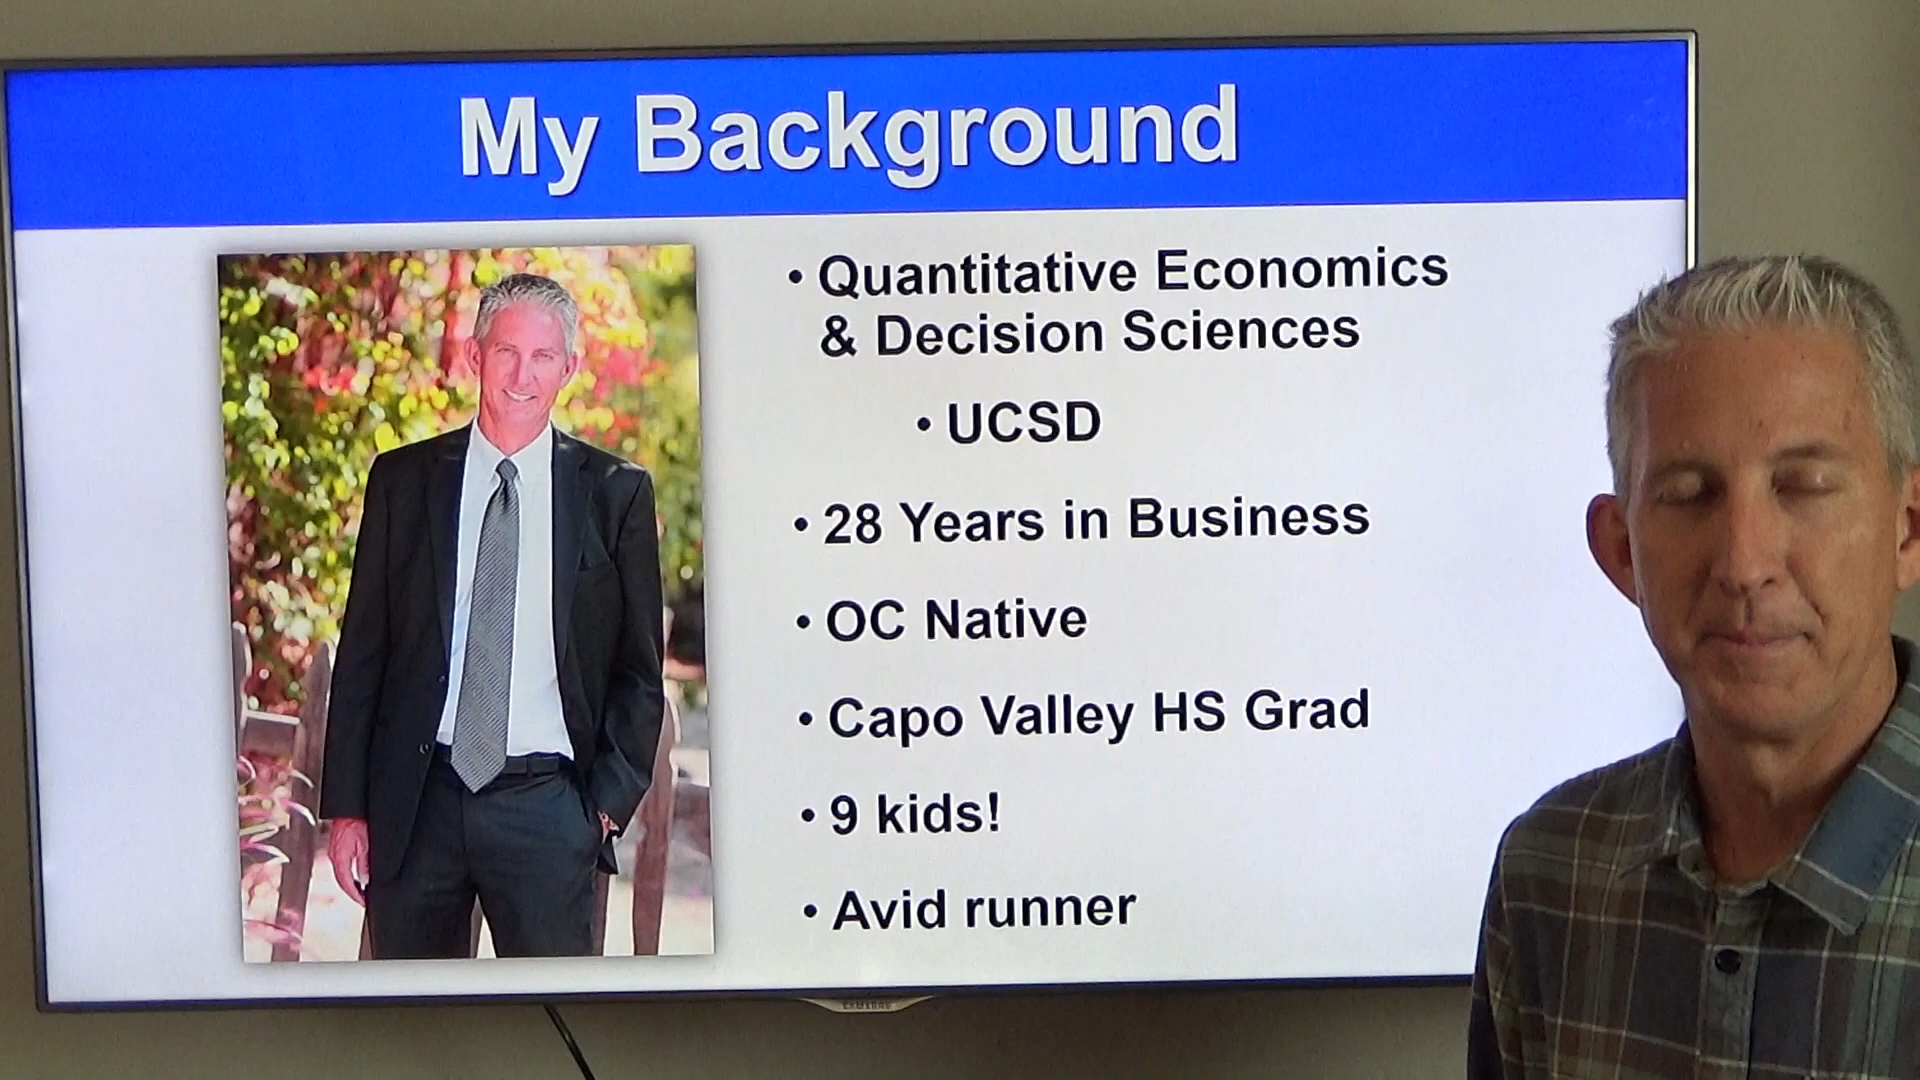 My Background
• Quantitative Economics
& Decision Sciences
• UCSD
• 28 Years in Business
• OC Native
• Capo Valley HS Grad
• 9 kids!
• Avid runner
SAMSUNG